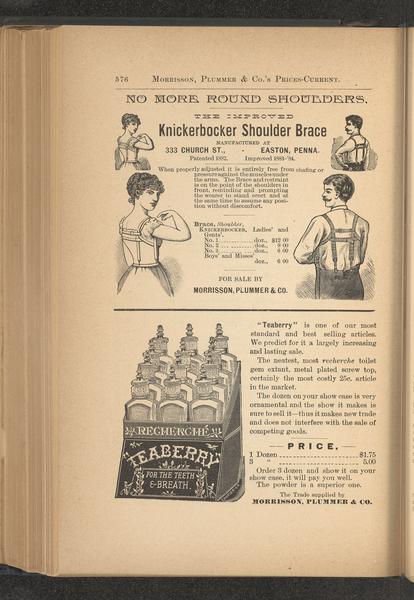 576 Morrisson, Plummer & Co.'s Prices-Current.
NO MORE ROUND SHOULDERS.
THE IMPROVED
Knickerbocker Shoulder Brace
MANUFACTURED AT
333 CHURCH ST., - EASTON, PENNA.
Patented 1882. Improved 1883-'84.
When properly adjusted it is entirely free from chafing or
pressure against the muscles under
the arms. The Brace and restraint
is on the point of the shoulders in
front, reminding and prompting
the wearer to stand erect and at
the same time to assume any posi-
tion without discomfort.
Brace, Shoulder,
Knickerbocker, Ladies' and
Gents'.
No. 1 doz., $12 00
No. 2 doz., 9 00
No. 3 doz., 6 00
Boys' and Misses'
doz., 6 00
FOR SALE BY
MORRISSON, PLUMMER & CO.
RECHERCHÉ
TEABERRY
FOR THE TEETH
& BREATH.
"Teaberry" is one of our most
standard and best selling articles.
We predict for it a largely increasing
and lasting sale.
The neatest, most recherche toilet
gem extant, metal plated screw top,
certainly the most costly 25c. article
in the market.
The dozen on your show case is very
ornamental and the show it makes is
sure to sell it—thus it makes new trade
and does not interfere with the sale of
competing goods.
PRICE.
1 Dozen $1.75
3 " 5.00
Order 3 dozen and show it on your
show case, it will pay you well.
The powder is a superior one.
The Trade supplied by
MORRISSON, PLUMMER & CO.